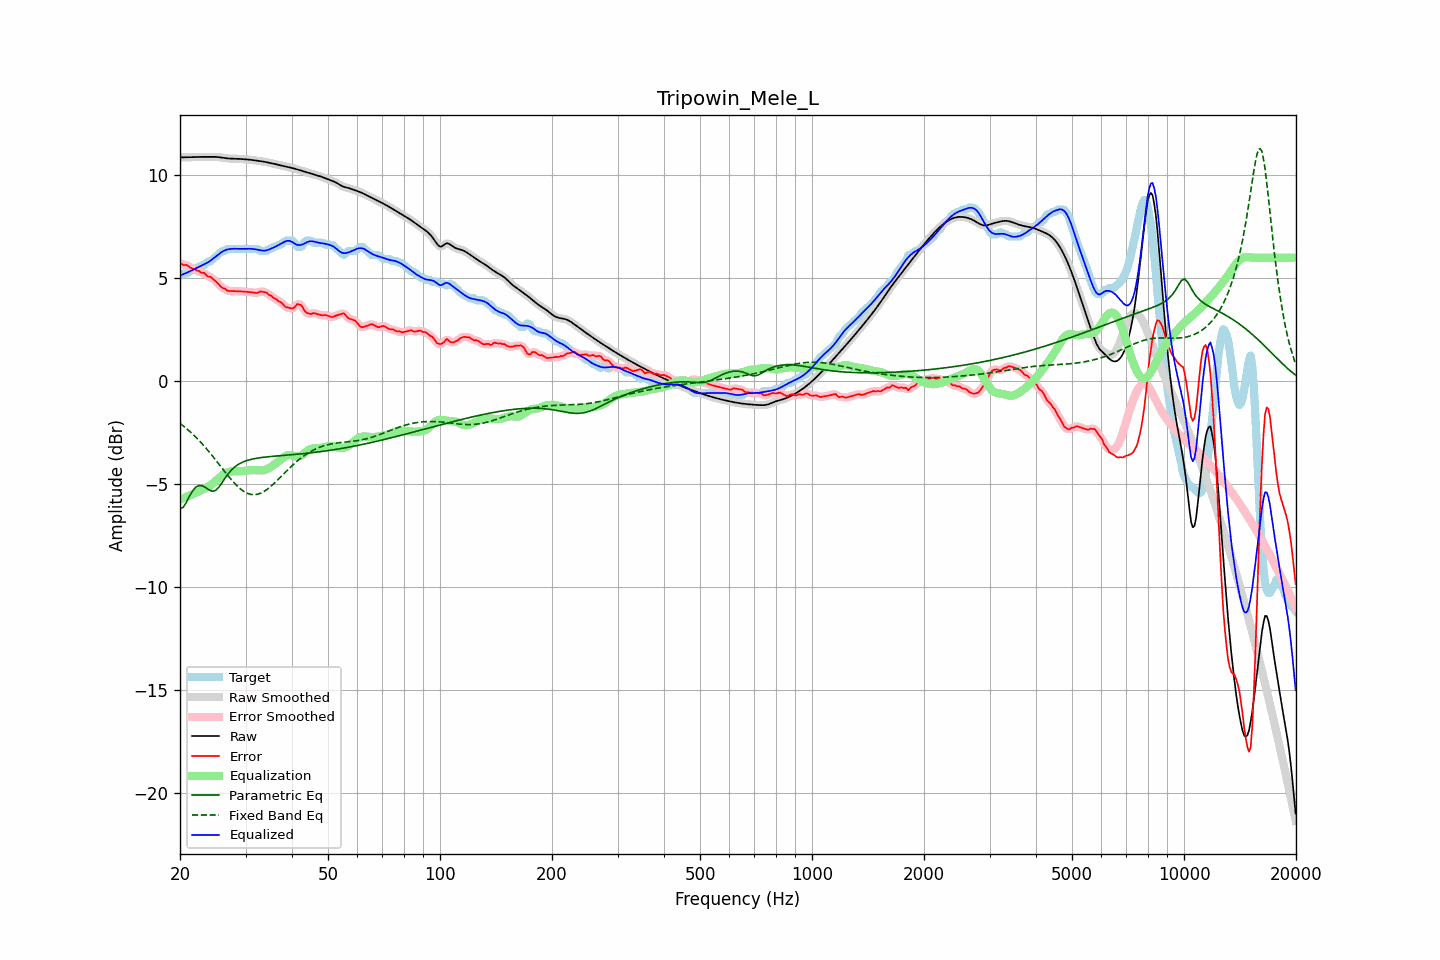 Tripowin_Mele_L
Amplitude (dBr)
10
5
0
−5
−10
−15
−20
Target
Raw Smoothed
Error Smoothed
Raw
Error
Equalization
Parametric Eq
Fixed Band Eq
Equalized
20 50 100 200 500 1000 2000 5000 10000 20000
Frequency (Hz)